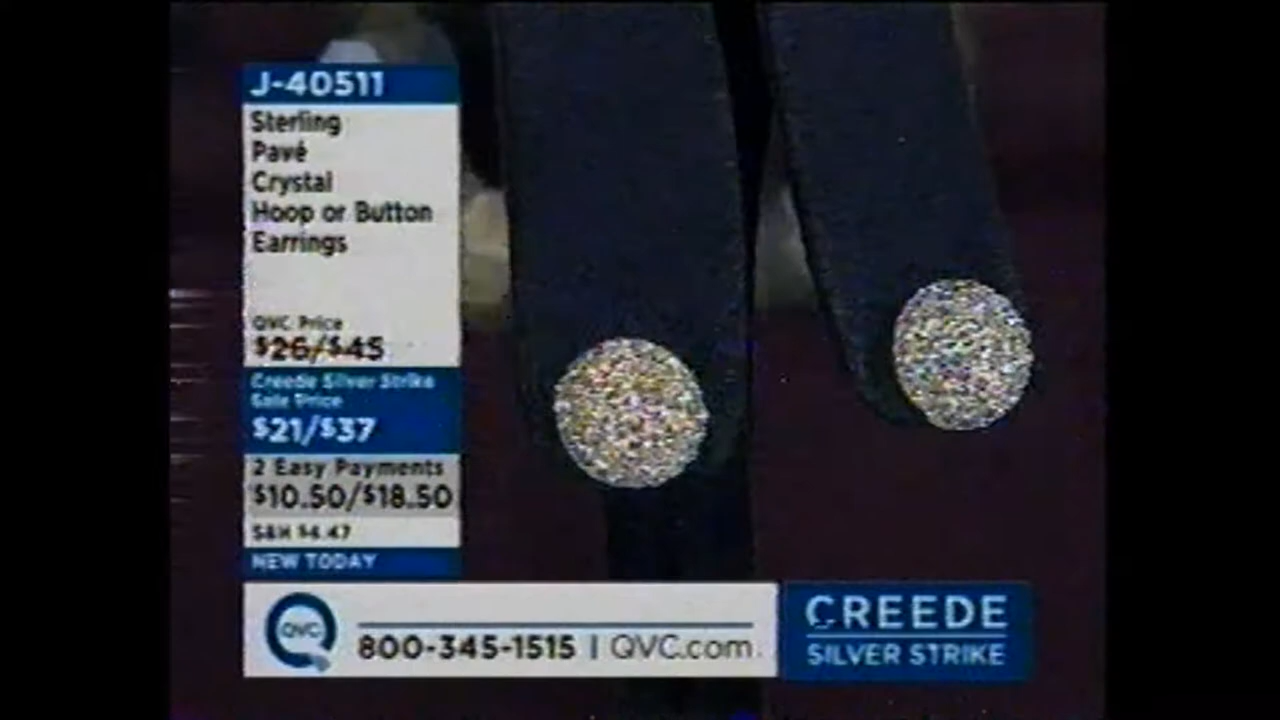 J-40511
Sterling
Pavé
Crystal
Hoop or Button
Earrings
QVC Price
$26/$45
Creede Silver Strike
Sale Price
$21/$37
2 Easy Payments
$10.50/$18.50
S&H $4.47
NEW TODAY
QVC
800-345-1515 | QVC.com
CREEDE
SILVER STRIKE